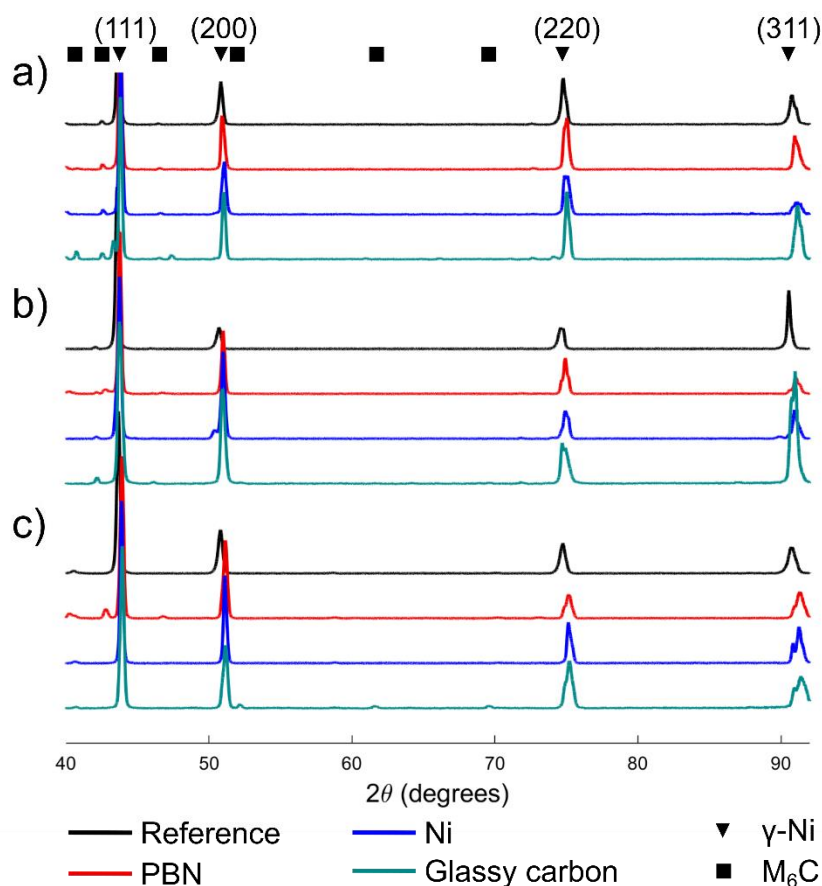 (111) (200) (220) (311)
a)
b)
c)
40 50 60 70 80 90
2θ (degrees)
Reference Ni γ-Ni
PBN Glassy carbon M₆C